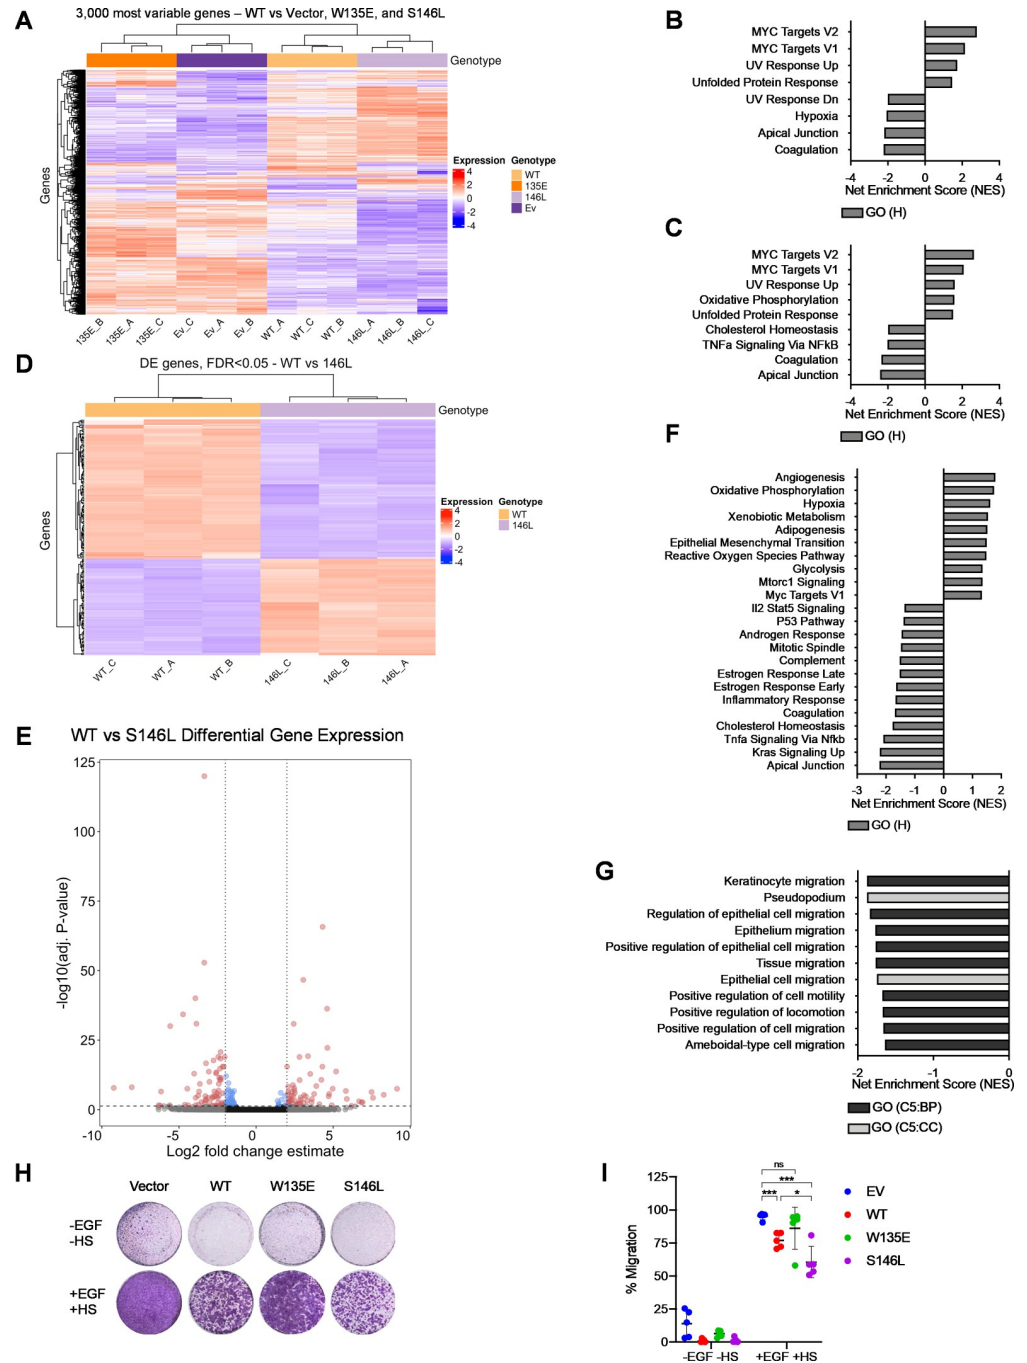 A
3,000 most variable genes – WT vs Vector, W135E, and S146L
Genotype
Genes
Expression
4
2
0
-2
-4
Genotype
WT
135E
146L
Ev
135E_B
135E_A
135E_C
Ev_C
Ev_A
Ev_B
WT_A
WT_C
WT_B
146L_A
146L_B
146L_C
B
MYC Targets V2
MYC Targets V1
UV Response Up
Unfolded Protein Response
UV Response Dn
Hypoxia
Apical Junction
Coagulation
-4 -2 0 2 4
Net Enrichment Score (NES)
GO (H)
C
MYC Targets V2
MYC Targets V1
UV Response Up
Oxidative Phosphorylation
Unfolded Protein Response
Cholesterol Homeostasis
TNFa Signaling Via NFkB
Coagulation
Apical Junction
-4 -2 0 2 4
Net Enrichment Score (NES)
GO (H)
D
DE genes, FDR<0.05 - WT vs 146L
Genotype
Genes
Expression
4
2
0
-2
-4
Genotype
WT
146L
WT_C
WT_A
WT_B
146L_C
146L_B
146L_A
E
WT vs S146L Differential Gene Expression
-log10(adj. P-value)
125
100
75
50
25
0
-10 -5 0 5 10
Log2 fold change estimate
F
Angiogenesis
Oxidative Phosphorylation
Hypoxia
Xenobiotic Metabolism
Adipogenesis
Epithelial Mesenchymal Transition
Reactive Oxygen Species Pathway
Glycolysis
Mtorc1 Signaling
Myc Targets V1
Il2 Stat5 Signaling
P53 Pathway
Androgen Response
Mitotic Spindle
Complement
Estrogen Response Late
Estrogen Response Early
Inflammatory Response
Coagulation
Cholesterol Homeostasis
Tnfa Signaling Via Nfkb
Kras Signaling Up
Apical Junction
-3 -2 -1 0 1 2
Net Enrichment Score (NES)
GO (H)
G
Keratinocyte migration
Pseudopodium
Regulation of epithelial cell migration
Epithelium migration
Positive regulation of epithelial cell migration
Tissue migration
Epithelial cell migration
Positive regulation of cell motility
Positive regulation of locomotion
Positive regulation of cell migration
Ameboidal-type cell migration
-2 -1 0
Net Enrichment Score (NES)
GO (C5:BP)
GO (C5:CC)
H
Vector WT W135E S146L
-EGF
-HS
+EGF
+HS
I
% Migration
125
100
75
50
25
0
ns
***
*** *
-EGF -HS +EGF +HS
EV
WT
W135E
S146L